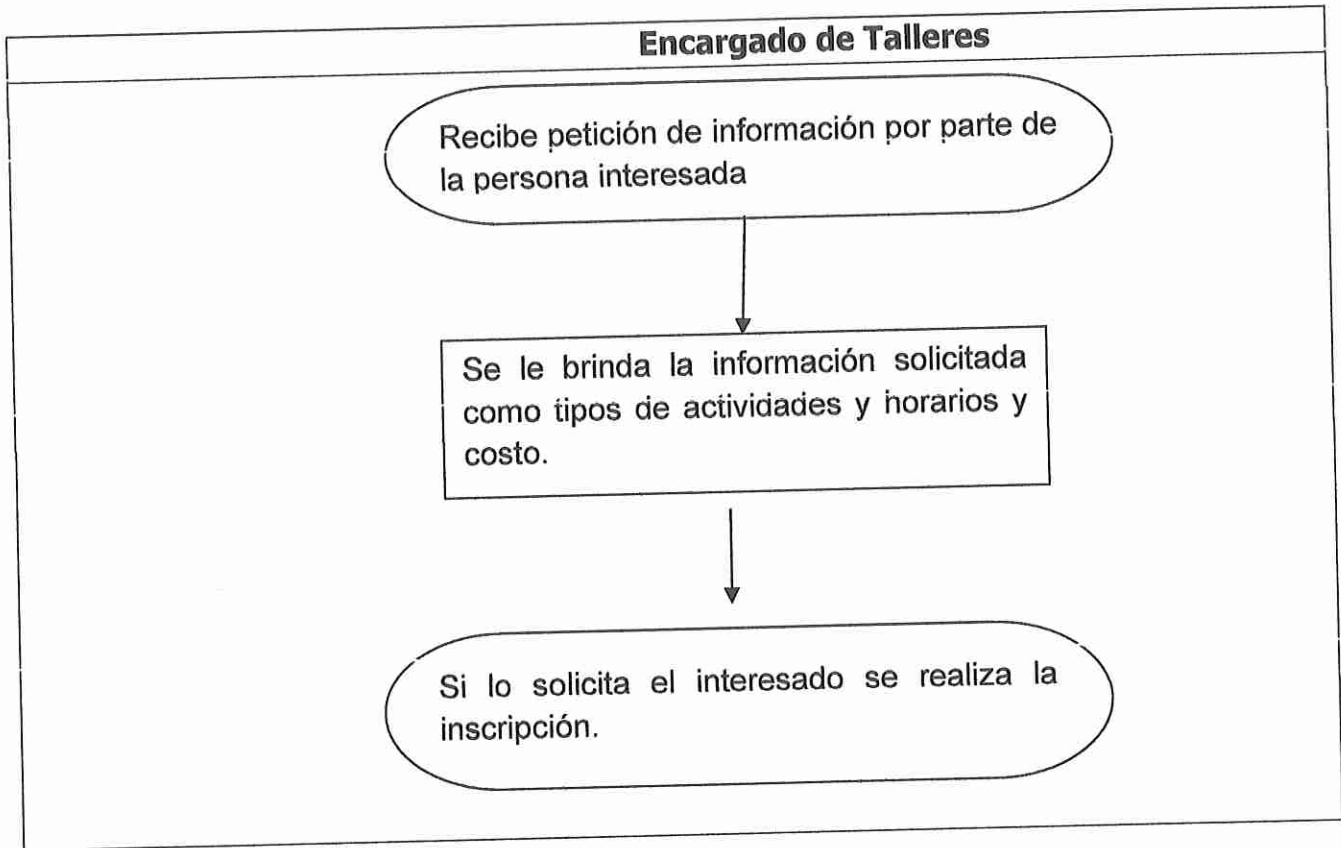 Encargado de Talleres
Recibe petición de información por parte de
la persona interesada
Se le brinda la información solicitada
como tipos de actividades y horarios y
costo.
Si lo solicita el interesado se realiza la
inscripción.